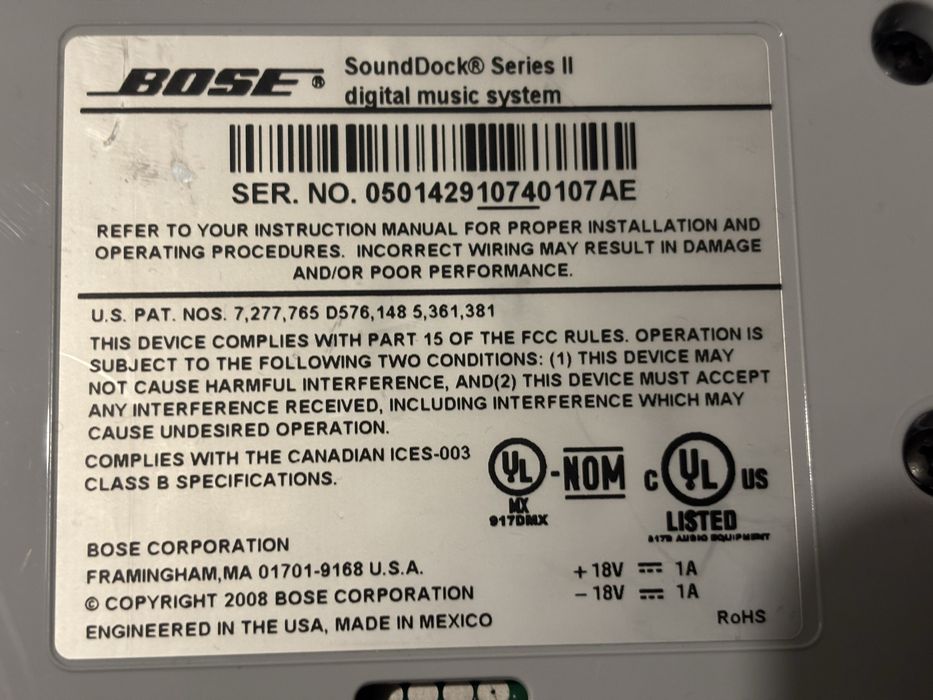 BOSE®
SoundDock® Series II
digital music system
SER. NO. 050142910740107AE
REFER TO YOUR INSTRUCTION MANUAL FOR PROPER INSTALLATION AND
OPERATING PROCEDURES. INCORRECT WIRING MAY RESULT IN DAMAGE
AND/OR POOR PERFORMANCE.
U.S. PAT. NOS. 7,277,765 D576,148 5,361,381
THIS DEVICE COMPLIES WITH PART 15 OF THE FCC RULES. OPERATION IS
SUBJECT TO THE FOLLOWING TWO CONDITIONS: (1) THIS DEVICE MAY
NOT CAUSE HARMFUL INTERFERENCE, AND(2) THIS DEVICE MUST ACCEPT
ANY INTERFERENCE RECEIVED, INCLUDING INTERFERENCE WHICH MAY
CAUSE UNDESIRED OPERATION.
COMPLIES WITH THE CANADIAN ICES-003
CLASS B SPECIFICATIONS.
UL -NOM
MX
917DMX
C UL US
LISTED
817D AUDIO EQUIPMENT
BOSE CORPORATION
FRAMINGHAM,MA 01701-9168 U.S.A.
© COPYRIGHT 2008 BOSE CORPORATION
ENGINEERED IN THE USA, MADE IN MEXICO
+18V 1A
−18V 1A
RoHS